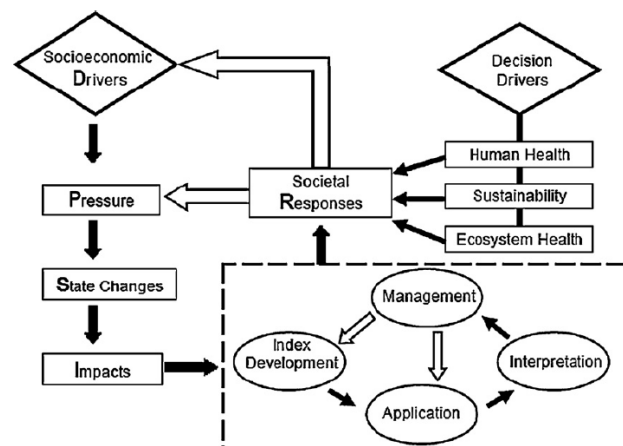 Socioeconomic
Drivers
Decision
Drivers
Human Health
Societal
Responses
Sustainability
Pressure
Ecosystem Health
State Changes
Management
Index
Development
Interpretation
Impacts
Application